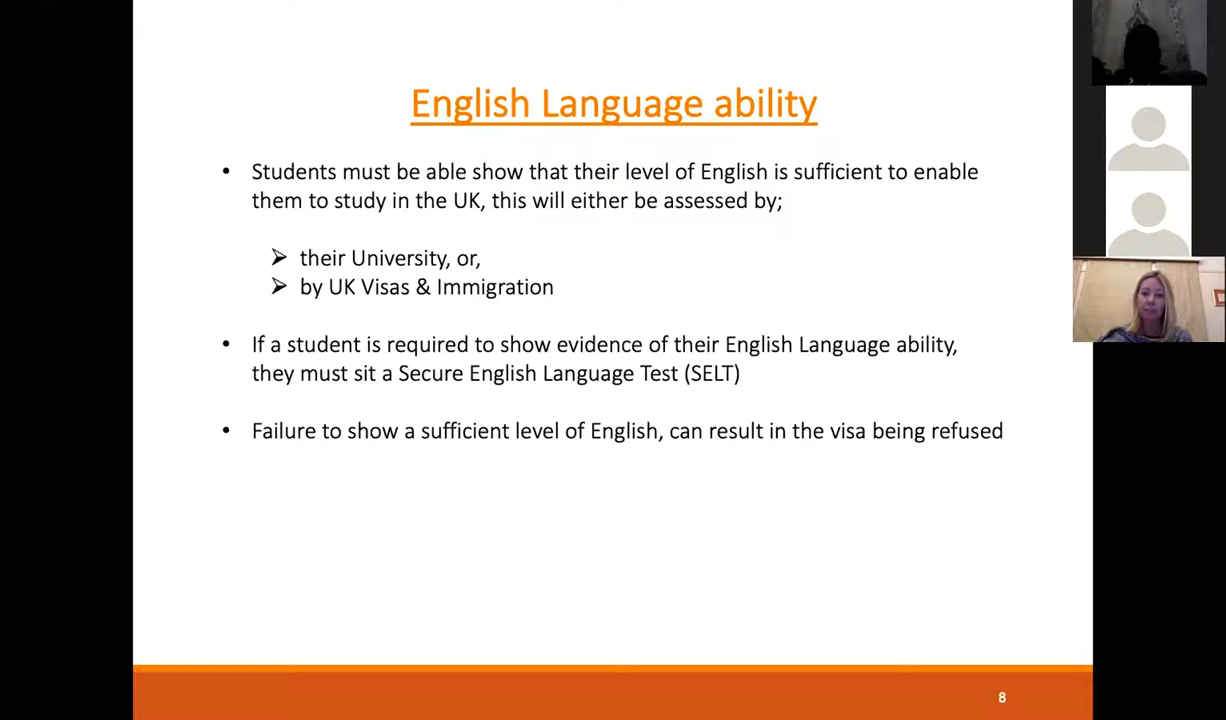 English Language ability
• Students must be able show that their level of English is sufficient to enable
them to study in the UK, this will either be assessed by;
➢ their University, or,
➢ by UK Visas & Immigration
• If a student is required to show evidence of their English Language ability,
they must sit a Secure English Language Test (SELT)
• Failure to show a sufficient level of English, can result in the visa being refused
8